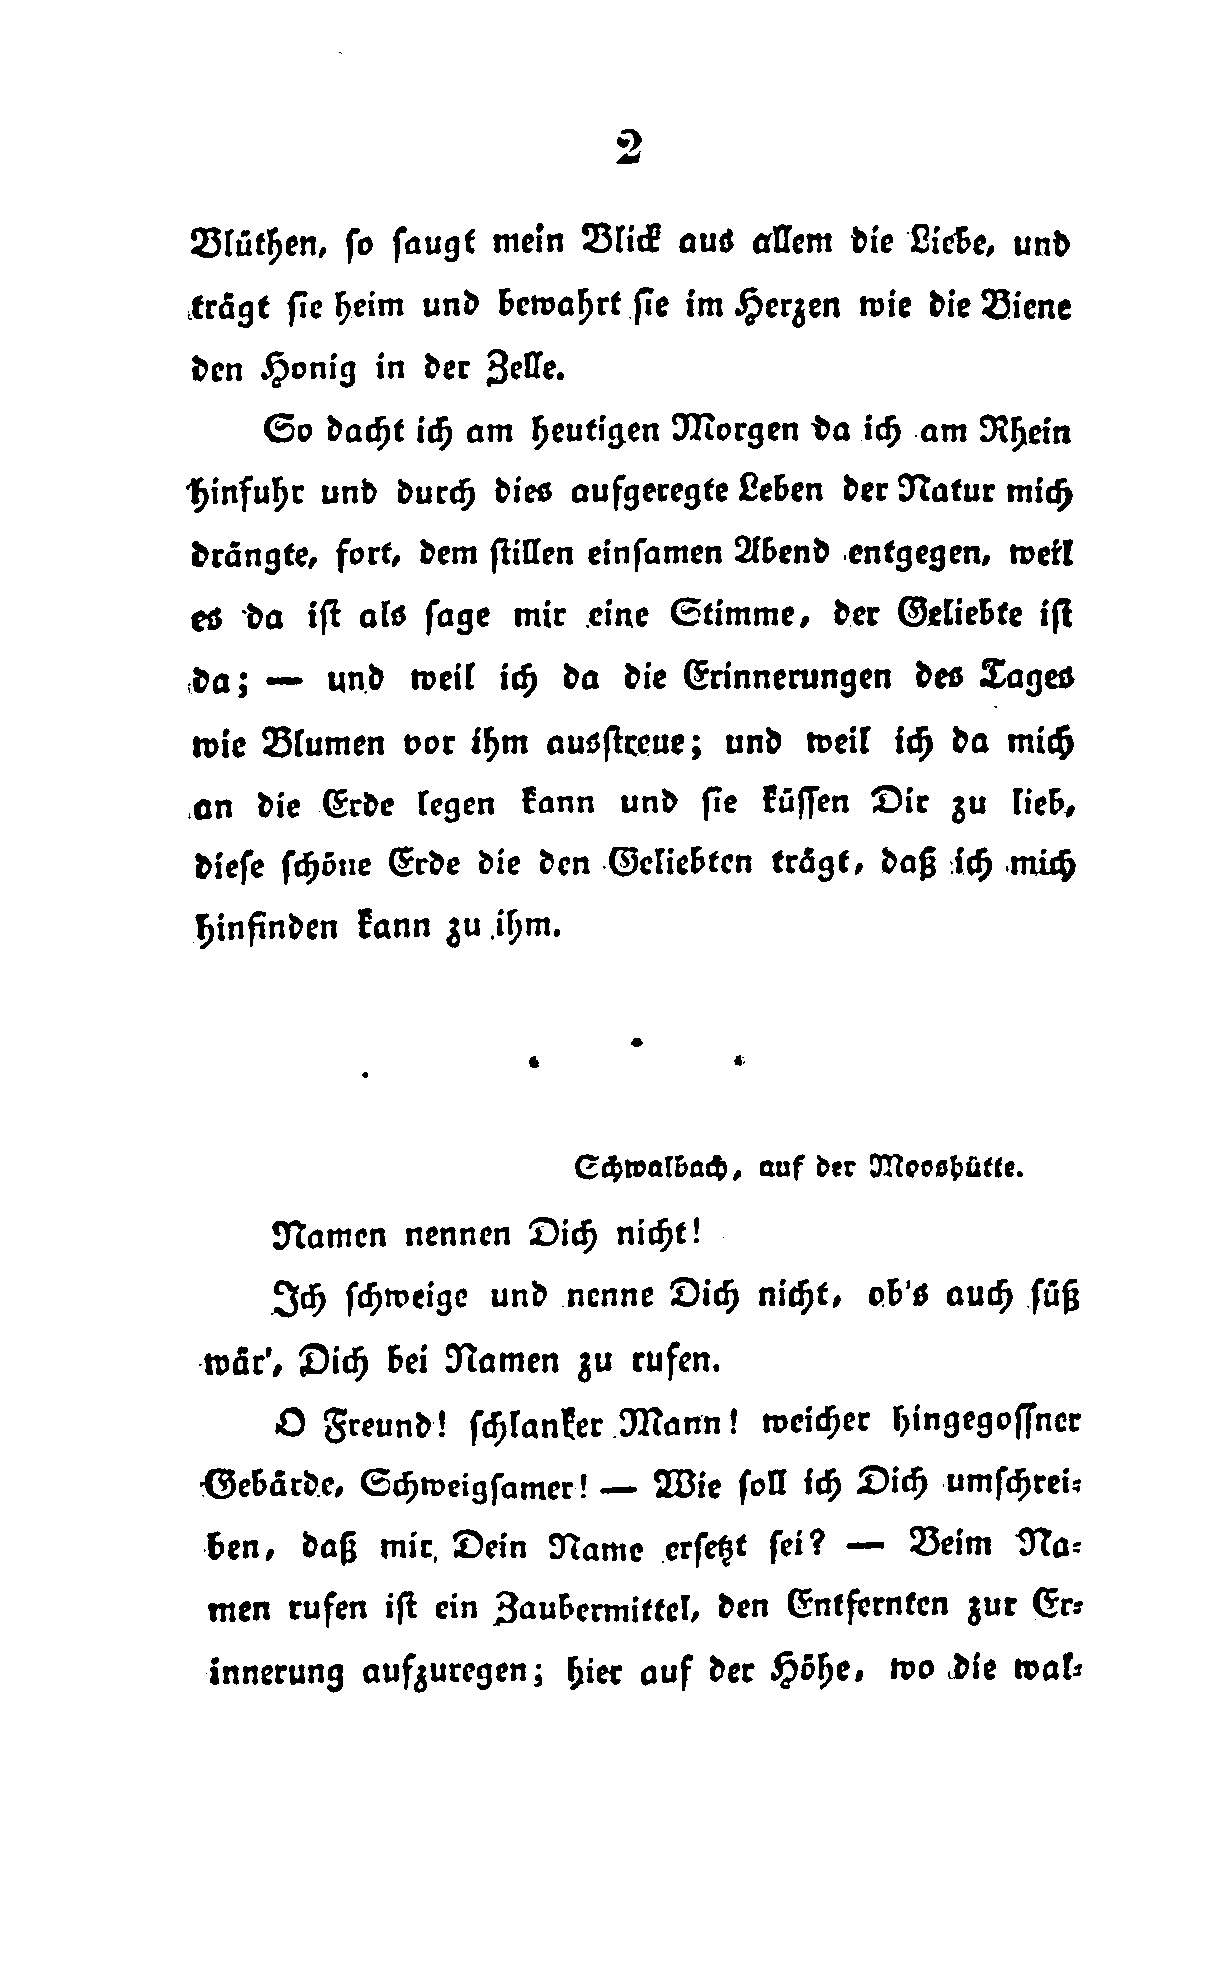 2
Blüthen, so saugt mein Blick aus allem die Liebe, und
trägt sie heim und bewahrt sie im Herzen wie die Biene
den Honig in der Zelle.
So dacht ich am heutigen Morgen da ich am Rhein
hinfuhr und durch dies aufgeregte Leben der Natur mich
drängte, fort, dem stillen einsamen Abend entgegen, weil
es da ist als sage mir eine Stimme, der Geliebte ist
da; — und weil ich da die Erinnerungen des Tages
wie Blumen vor ihm ausstreue; und weil ich da mich
an die Erde legen kann und sie küssen Dir zu lieb,
diese schöne Erde die den Geliebten trägt, daß ich mich
hinfinden kann zu ihm.
Schwalbach, auf der Mooshütte.
Namen nennen Dich nicht!
Ich schweige und nenne Dich nicht, ob's auch süß
wär', Dich bei Namen zu rufen.
O Freund! schlanker Mann! weicher hingegossner
Gebärde, Schweigsamer! — Wie soll ich Dich umschrei-
ben, daß mir Dein Name ersetzt sei? — Beim Na-
men rufen ist ein Zaubermittel, den Entfernten zur Er-
innerung aufzuregen; hier auf der Höhe, wo die wal-